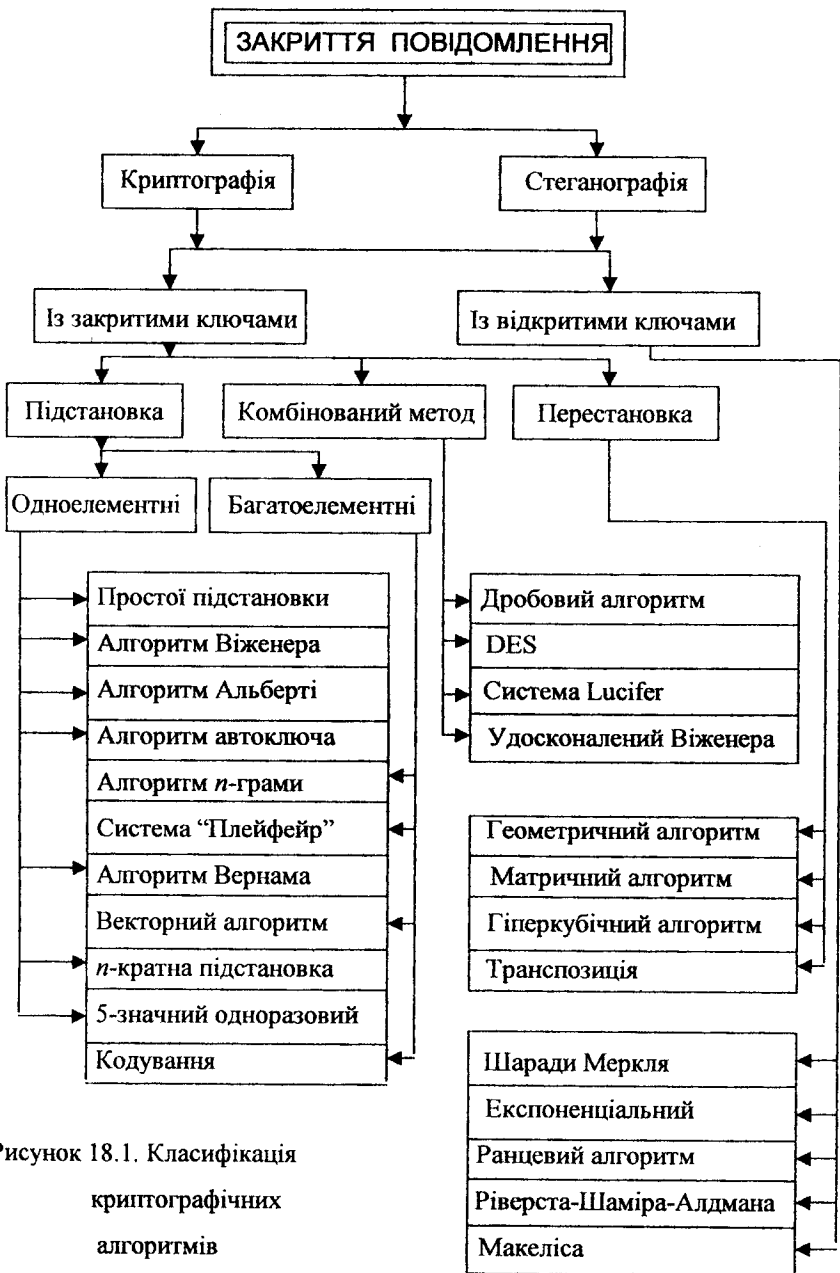 ЗАКРИТТЯ ПОВІДОМЛЕННЯ
Криптографія
Стеганографія
Із закритими ключами
Із відкритими ключами
Підстановка
Комбінований метод
Перестановка
Одноелементні
Багатоелементні
Простої підстановки
Алгоритм Віженера
Алгоритм Альберті
Алгоритм автоключа
Алгоритм n-грами
Система “Плейфейр”
Алгоритм Вернама
Векторний алгоритм
n-кратна підстановка
5-значний одноразовий
Кодування
Дробовий алгоритм
DES
Система Lucifer
Удосконалений Віженера
Геометричний алгоритм
Матричний алгоритм
Гіперкубічний алгоритм
Транспозиція
Шаради Меркля
Експоненціальний
Ранцевий алгоритм
Ріверста-Шаміра-Алдмана
Макеліса
Рисунок 18.1. Класифікація
криптографічних
алгоритмів